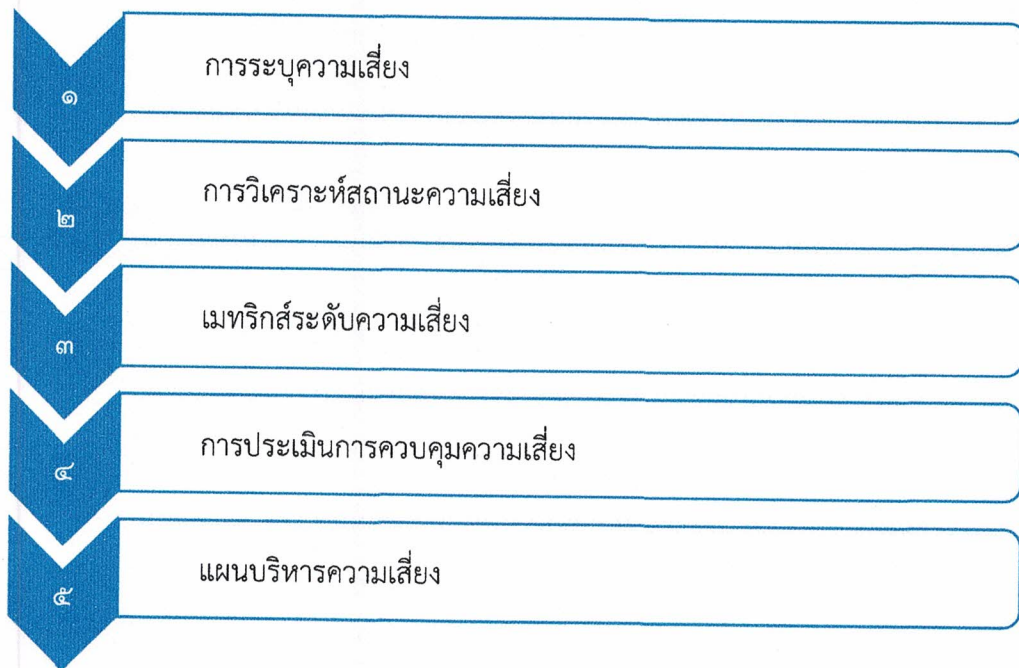 ๑
การระบุความเสี่ยง
๒
การวิเคราะห์สถานะความเสี่ยง
๓
เมทริกส์ระดับความเสี่ยง
๔
การประเมินการควบคุมความเสี่ยง
๕
แผนบริหารความเสี่ยง